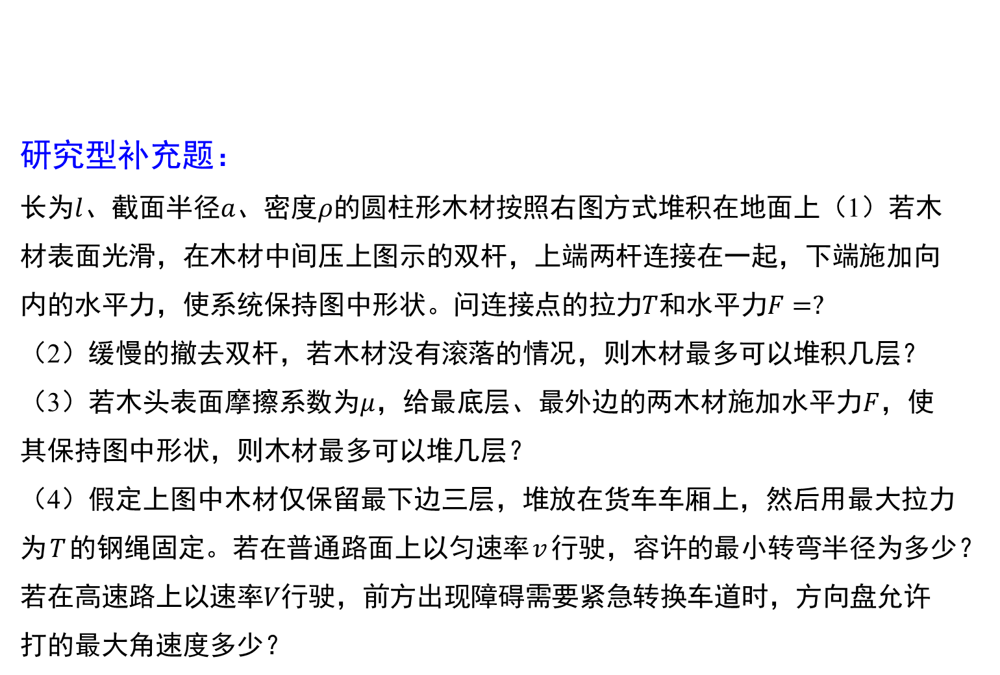 研究型补充题：
长为l、截面半径a、密度ρ的圆柱形木材按照右图方式堆积在地面上（1）若木
材表面光滑，在木材中间压上图示的双杆，上端两杆连接在一起，下端施加向
内的水平力，使系统保持图中形状。问连接点的拉力T和水平力F =?
（2）缓慢的撤去双杆，若木材没有滚落的情况，则木材最多可以堆积几层？
（3）若木头表面摩擦系数为μ，给最底层、最外边的两木材施加水平力F，使
其保持图中形状，则木材最多可以堆几层？
（4）假定上图中木材仅保留最下边三层，堆放在货车车厢上，然后用最大拉力
为T的钢绳固定。若在普通路面上以匀速率v行驶，容许的最小转弯半径为多少？
若在高速路上以速率V行驶，前方出现障碍需要紧急转换车道时，方向盘允许
打的最大角速度多少？